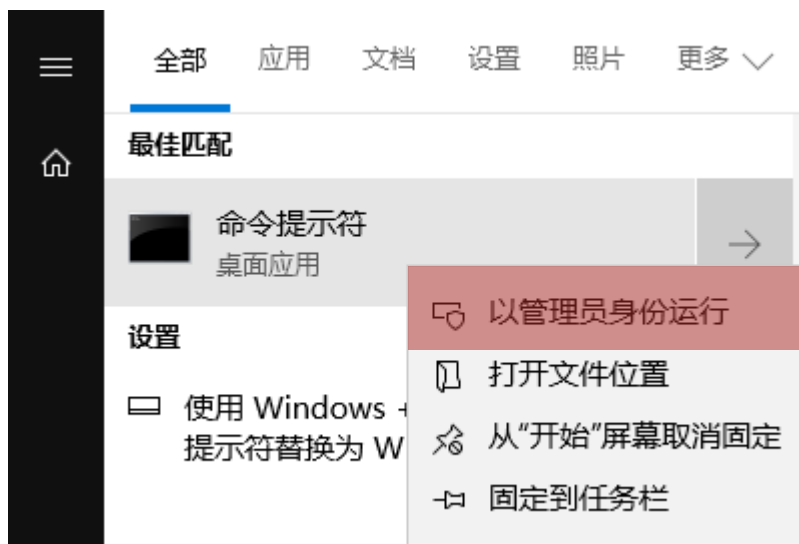 全部 应用 文档 设置 照片 更多
最佳匹配
命令提示符
桌面应用
以管理员身份运行
打开文件位置
从“开始”屏幕取消固定
固定到任务栏
设置
使用 Windows +
提示符替换为 W